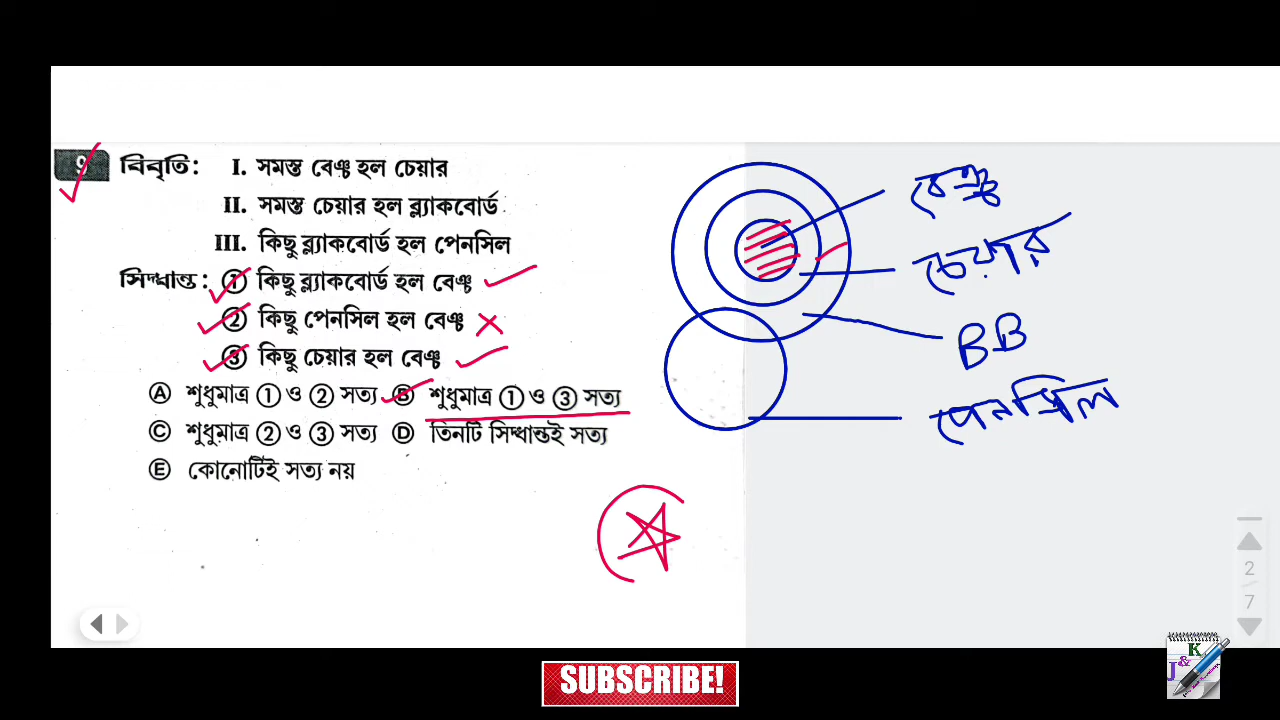 9 বিবৃতি: I. সমস্ত বেঞ্চ হল চেয়ার
II. সমস্ত চেয়ার হল ব্ল্যাকবোর্ড
III. কিছু ব্ল্যাকবোর্ড হল পেনসিল
সিদ্ধান্ত: ① কিছু ব্ল্যাকবোর্ড হল বেঞ্চ
② কিছু পেনসিল হল বেঞ্চ
③ কিছু চেয়ার হল বেঞ্চ
Ⓐ শুধুমাত্র ① ও ② সত্য Ⓑ শুধুমাত্র ① ও ③ সত্য
Ⓒ শুধুমাত্র ② ও ③ সত্য Ⓓ তিনটি সিদ্ধান্তই সত্য
Ⓔ কোনোটিই সত্য নয়
বেঞ্চ
চেয়ার
BB
পেনসিল
2
7
SUBSCRIBE!
J & K